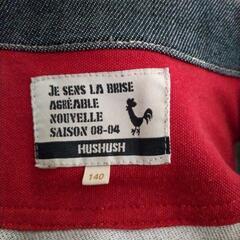 JE SENS LA BRISE
AGRÉABLE
NOUVELLE
SAISON 08-04
HUSHUSH
140